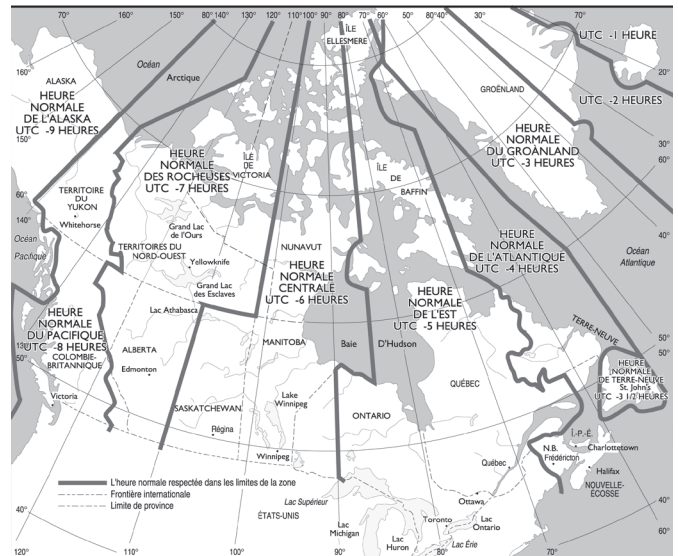 160°
150°
140°
130°
120°
110°
100°
90°
80°
70°
60°
50°
80°
40°
30°
ÎLE
ELLESMERE
UTC -1 HEURE
20°
UTC -2 HEURES
30°
60°
Océan
Arctique
160°
ALASKA
HEURE
NORMALE
DE L'ALASKA
UTC -9 HEURES
150°
GROËNLAND
HEURE
NORMALE
DU GROÀNLAND
UTC -3 HEURES
HEURE
NORMALE
DES ROCHEUSES
UTC -7 HEURES
ÎLE
DE
VICTORIA
ÎLE
DE
BAFFIN
TERRITOIRE
DU
YUKON
Whitehorse
60°
140°
40°
Océan
Pacifique
Grand Lac
de l'Ours
TERRITOIRES DU
NORD-OUEST
Yellowknife
Grand Lac
des Esclaves
NUNAVUT
HEURE
NORMALE
CENTRALE
UTC -6 HEURES
HEURE
NORMALE
DE L'ATLANTIQUE
UTC -4 HEURES
Océan
Atlantique
HEURE
NORMALE
DE L'EST
UTC -5 HEURES
HEURE
NORMALE
DU PACIFIQUE
UTC -8 HEURES
COLOMBIE-
BRITANNIQUE
50°
Lac Athabasca
ALBERTA
Edmonton
MANITOBA
Baie
D'Hudson
TERRE-NEUVE
50°
50°
HEURE
NORMALE
DE TERRE-NEUVE
St. John's
UTC -3 1/2 HEURES
QUÉBEC
Victoria
SASKATCHEWAN
Régina
Lake
Winnipeg
Winnipeg
ONTARIO
Î.-P.-É.
N.B.
Frédéricton
Charlottetown
Halifax
NOUVELLE-
ÉCOSSE
Québec
Ottawa
Toronto
Lac
Ontario
Lac Érie
Lac
Huron
Lac
Michigan
Lac Supérieur
ÉTATS-UNIS
L'heure normale respectée dans les limites de la zone
Frontière internationale
Limite de province
40°
120°
110°
100°
90°
80°
70°
40°
60°